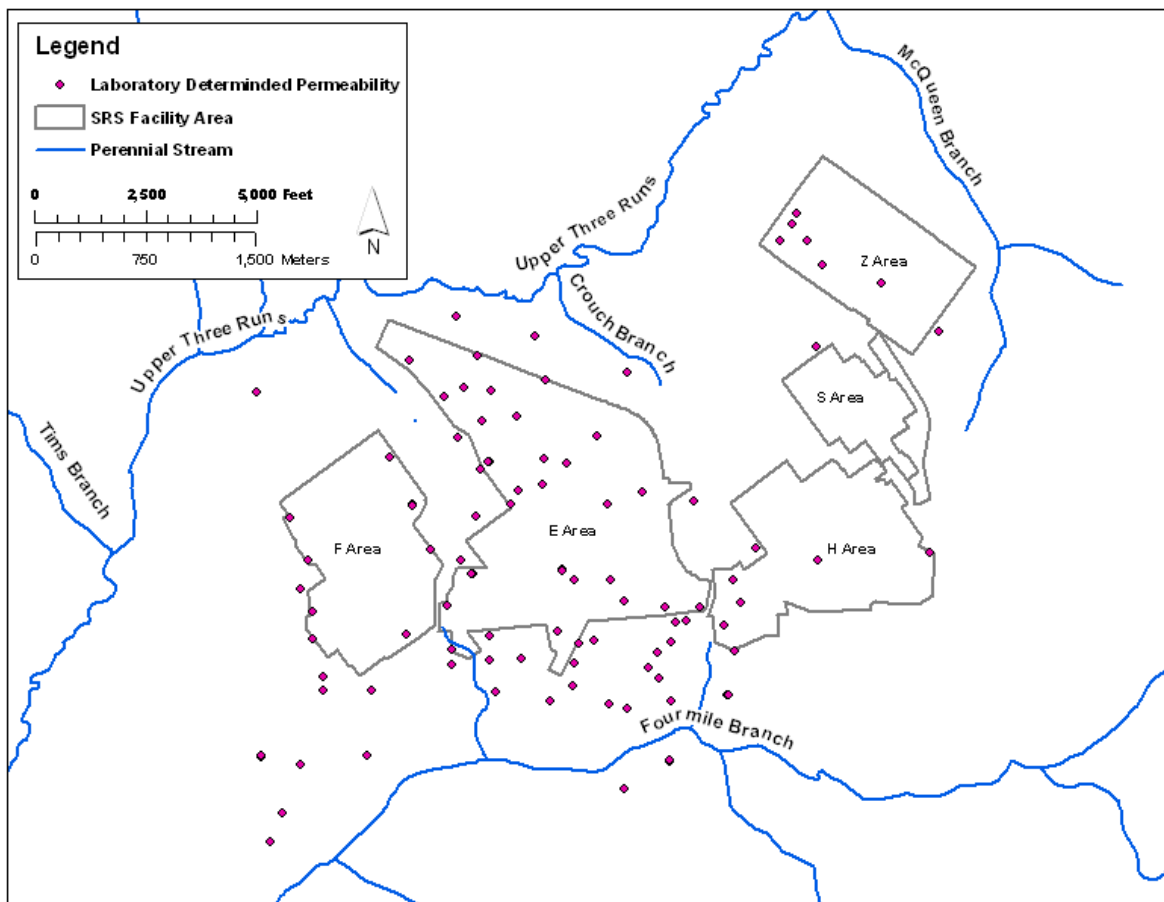 Legend
Laboratory Determinded Permeability
SRS Facility Area
Perennial Stream
0 2,500 5,000 Feet
0 750 1,500 Meters
N
McQueen Branch
Upper Three Runs
Z Area
Crouch Branch
Upper Three Runs
S Area
Tims Branch
E Area
F Area
H Area
Fourmile Branch